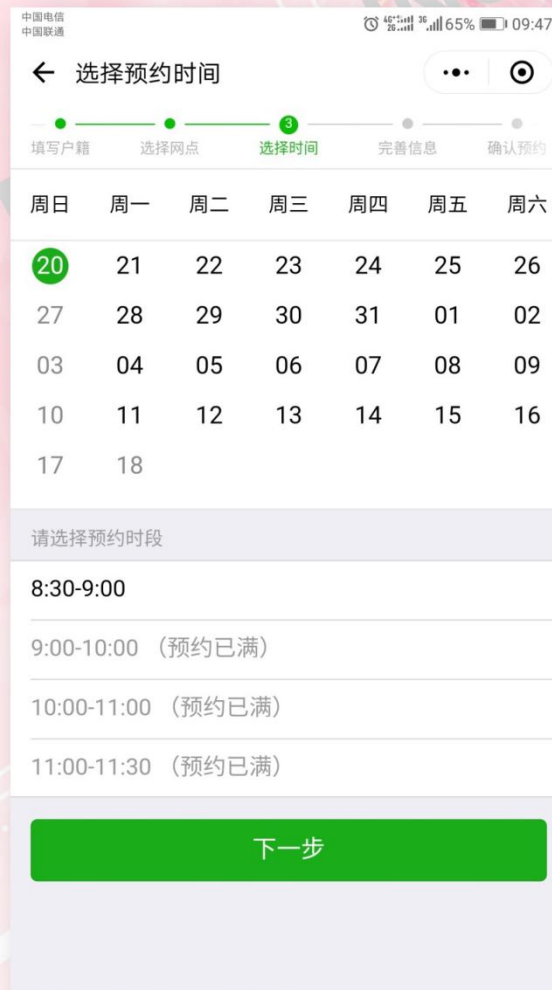 中国电信
中国联通
65% 09:47
选择预约时间
3
填写户籍 选择网点 选择时间 完善信息 确认预约
周日 周一 周二 周三 周四 周五 周六
20 21 22 23 24 25 26
27 28 29 30 31 01 02
03 04 05 06 07 08 09
10 11 12 13 14 15 16
17 18
请选择预约时段
8:30-9:00
9:00-10:00 （预约已满）
10:00-11:00 （预约已满）
11:00-11:30 （预约已满）
下一步